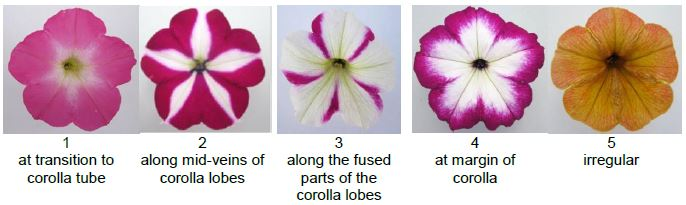 1
at transition to
corolla tube
2
along mid-veins of
corolla lobes
3
along the fused
parts of the
corolla lobes
4
at margin of
corolla
5
irregular